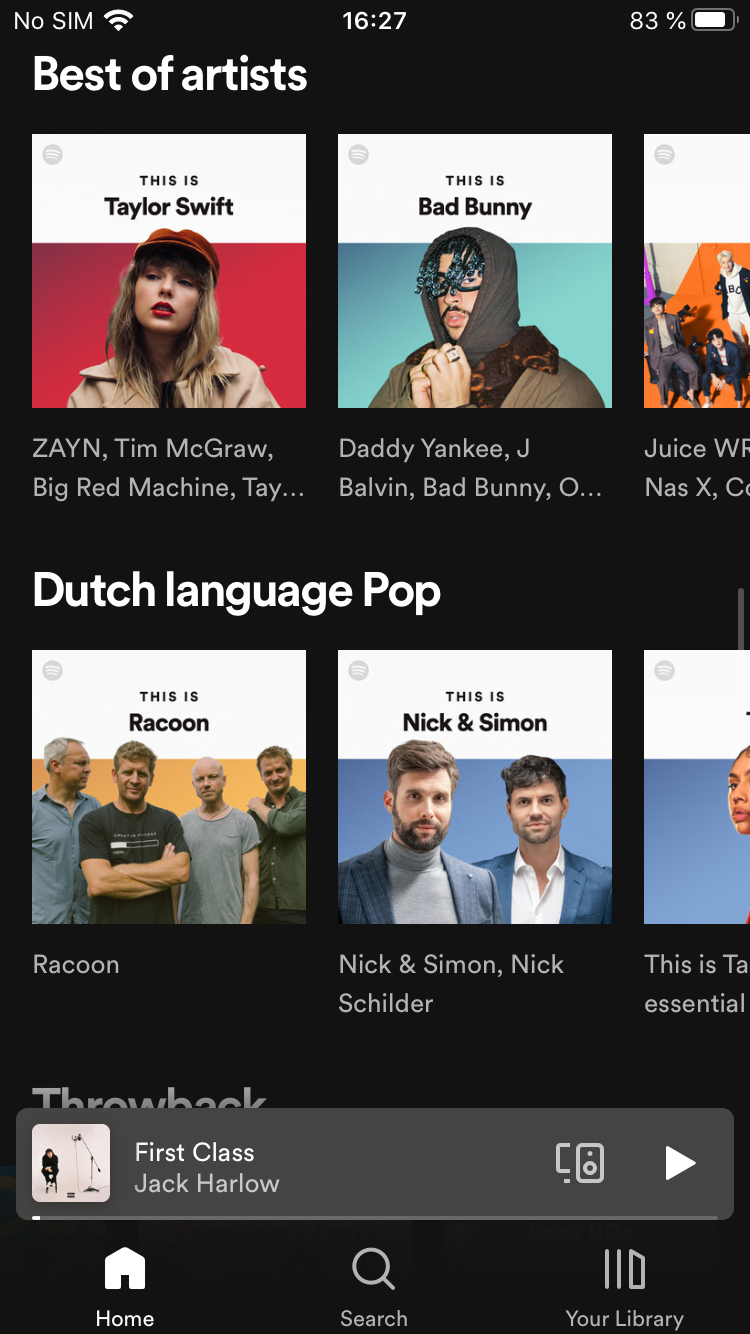 No SIM 16:27 83 %
Best of artists
THIS IS
Taylor Swift
THIS IS
Bad Bunny
ZAYN, Tim McGraw,
Big Red Machine, Tay...
Daddy Yankee, J
Balvin, Bad Bunny, O...
Juice WR
Nas X, Co
Dutch language Pop
THIS IS
Racoon
THIS IS
Nick & Simon
Racoon
Nick & Simon, Nick
Schilder
This is Ta
essential
Throwback
First Class
Jack Harlow
Home
Search
Your Library